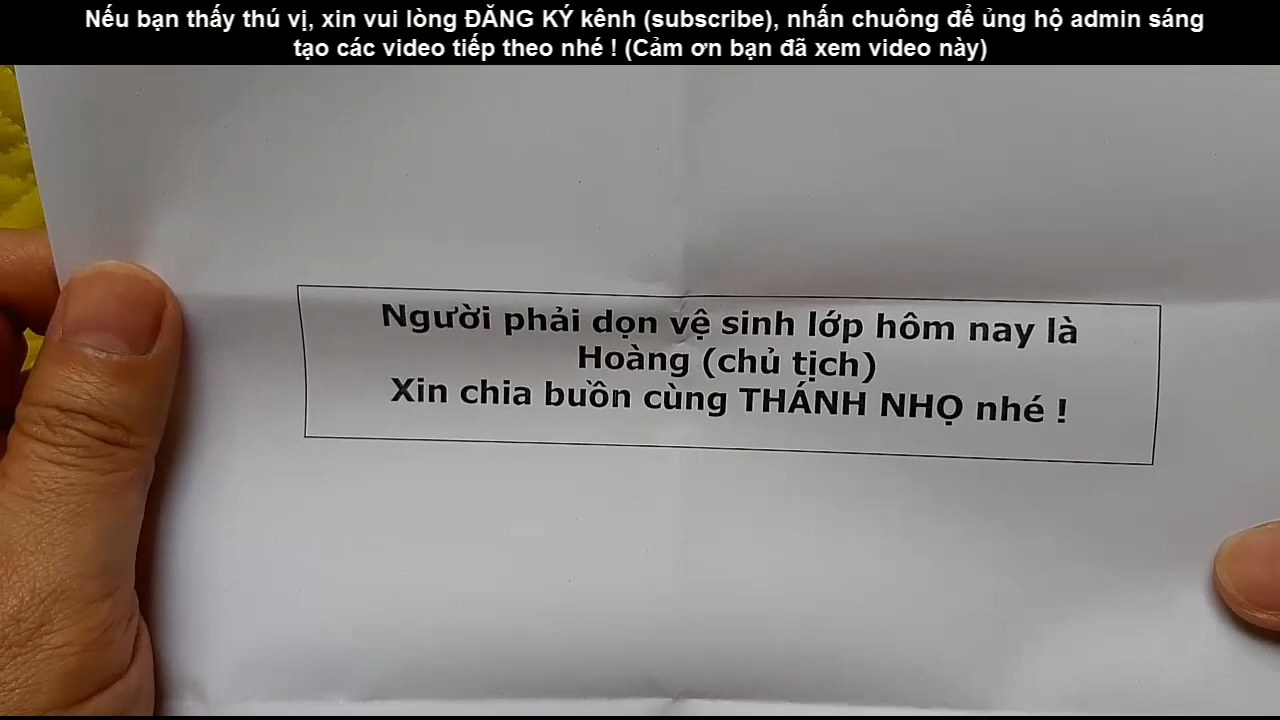 Nếu bạn thấy thú vị, xin vui lòng ĐĂNG KÝ kênh (subscribe), nhấn chuông để ủng hộ admin sáng
tạo các video tiếp theo nhé ! (Cảm ơn bạn đã xem video này)
Người phải dọn vệ sinh lớp hôm nay là
Hoàng (chủ tịch)
Xin chia buồn cùng THÁNH NHỌ nhé !